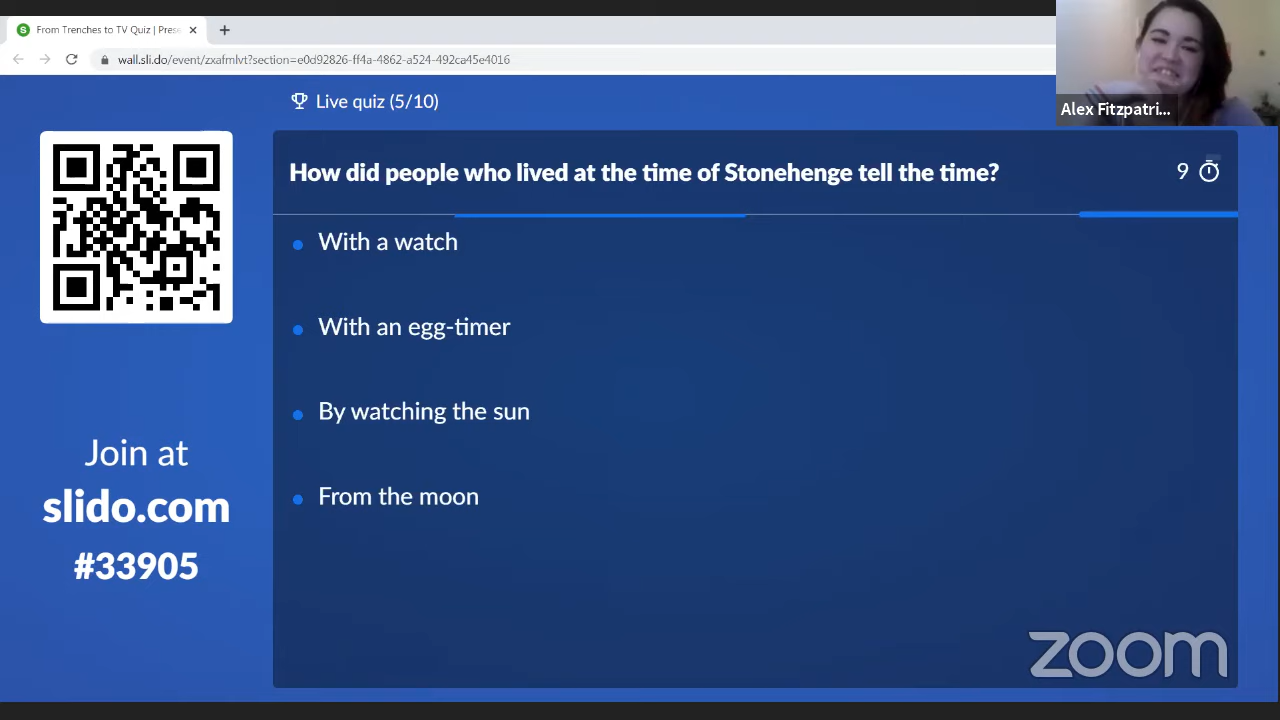 From Trenches to TV Quiz | Prese
wall.sli.do/event/zxafmlvt?section=e0d92826-ff4a-4862-a524-492ca45e4016
Alex Fitzpatri...
Live quiz (5/10)
How did people who lived at the time of Stonehenge tell the time?
9
With a watch
With an egg-timer
By watching the sun
From the moon
Join at
slido.com
#33905
zoom